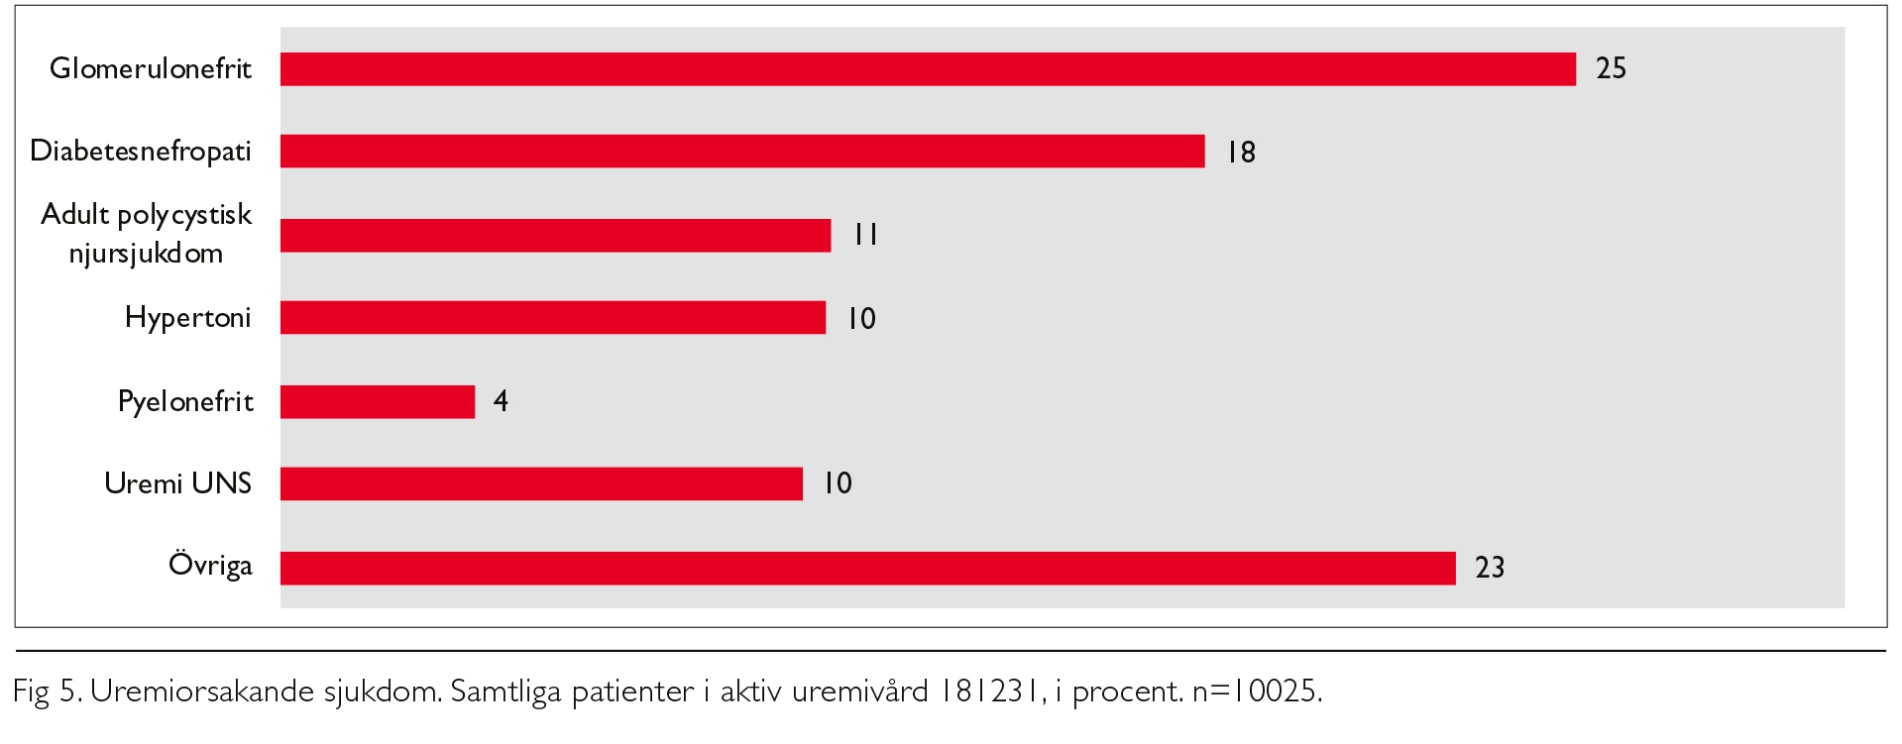 Glomerulonefrit 25
Diabetesnefropati 18
Adult polycystisk
njursjukdom 11
Hypertoni 10
Pyelonefrit 4
Uremi UNS 10
Övriga 23
Fig 5. Uremiorsakande sjukdom. Samtliga patienter i aktiv uremivård 181231, i procent. n=10025.